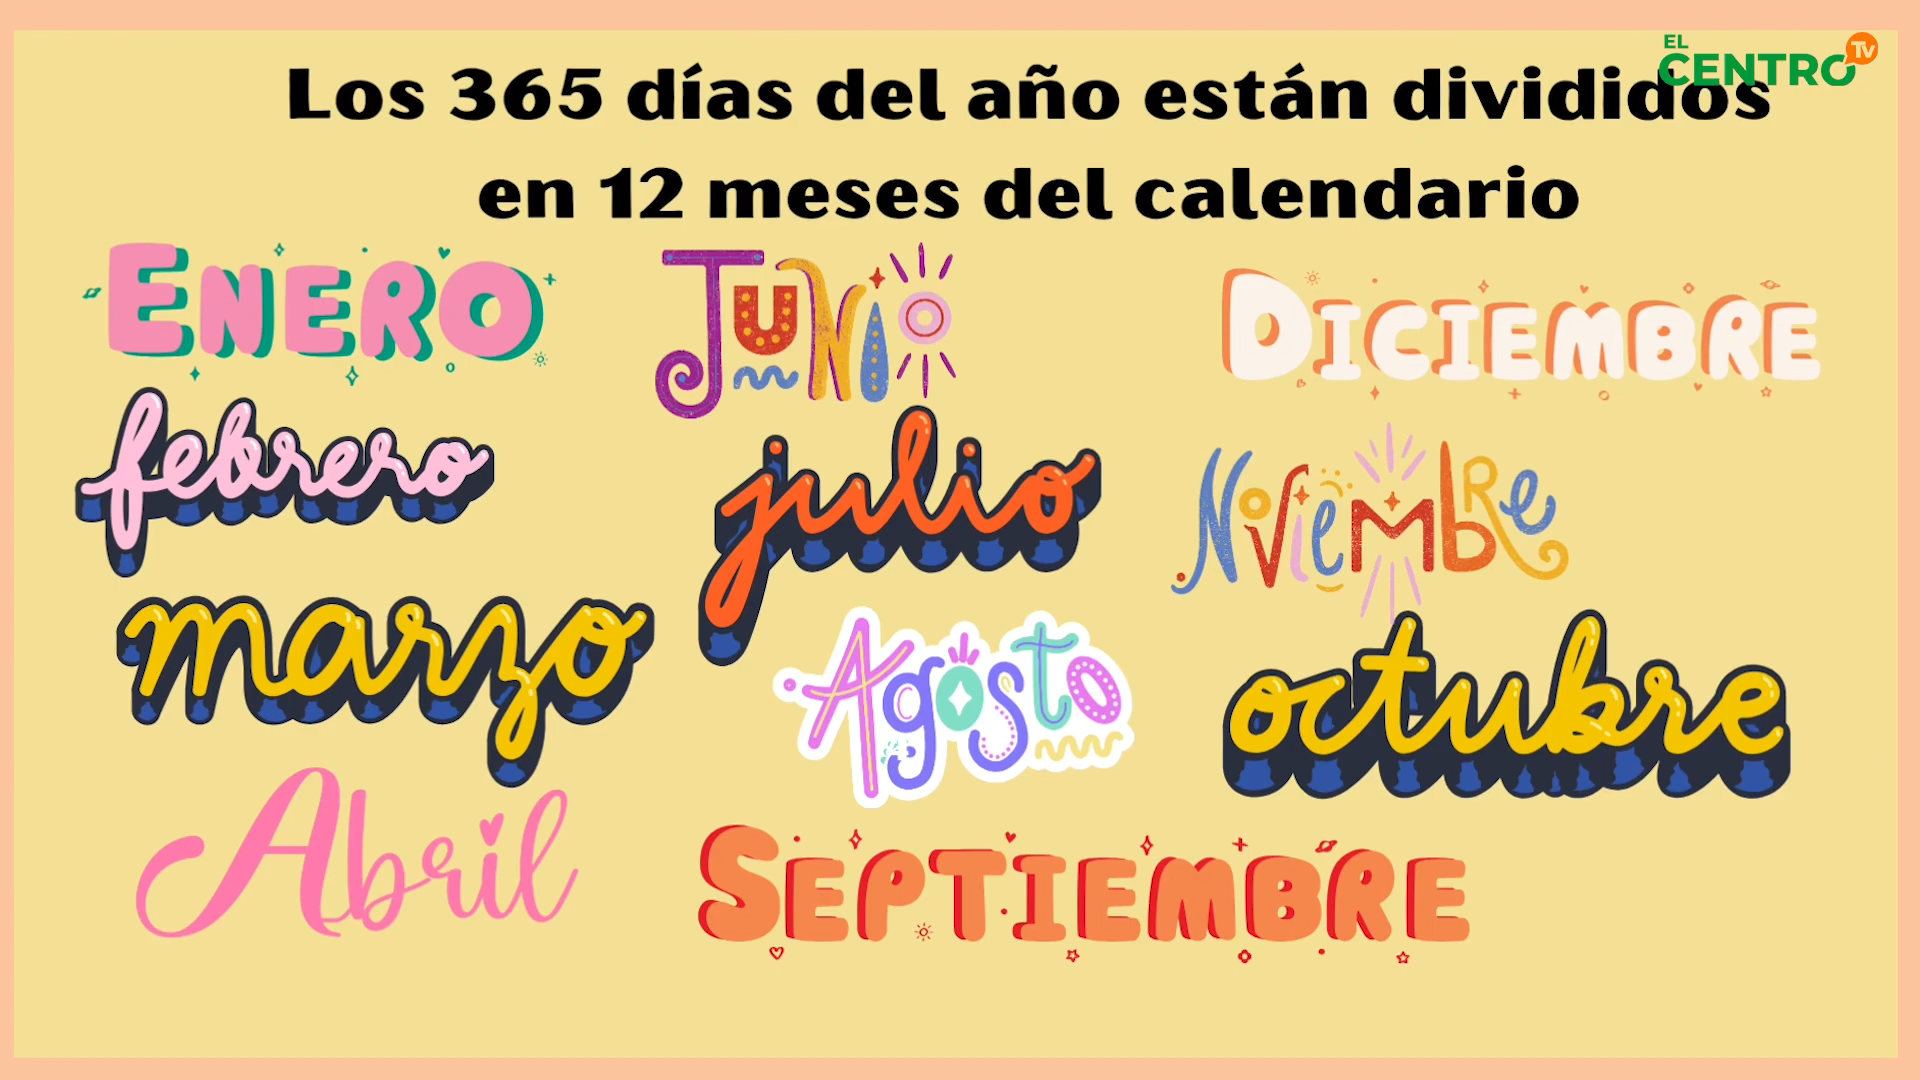 EL
CENTRO TV
Los 365 días del año están divididos
en 12 meses del calendario
ENERO
febrero
marzo
Abril
JUNIO
julio
Agosto
SEPTIEMBRE
DICIEMBRE
NoViEMbRe
octubre